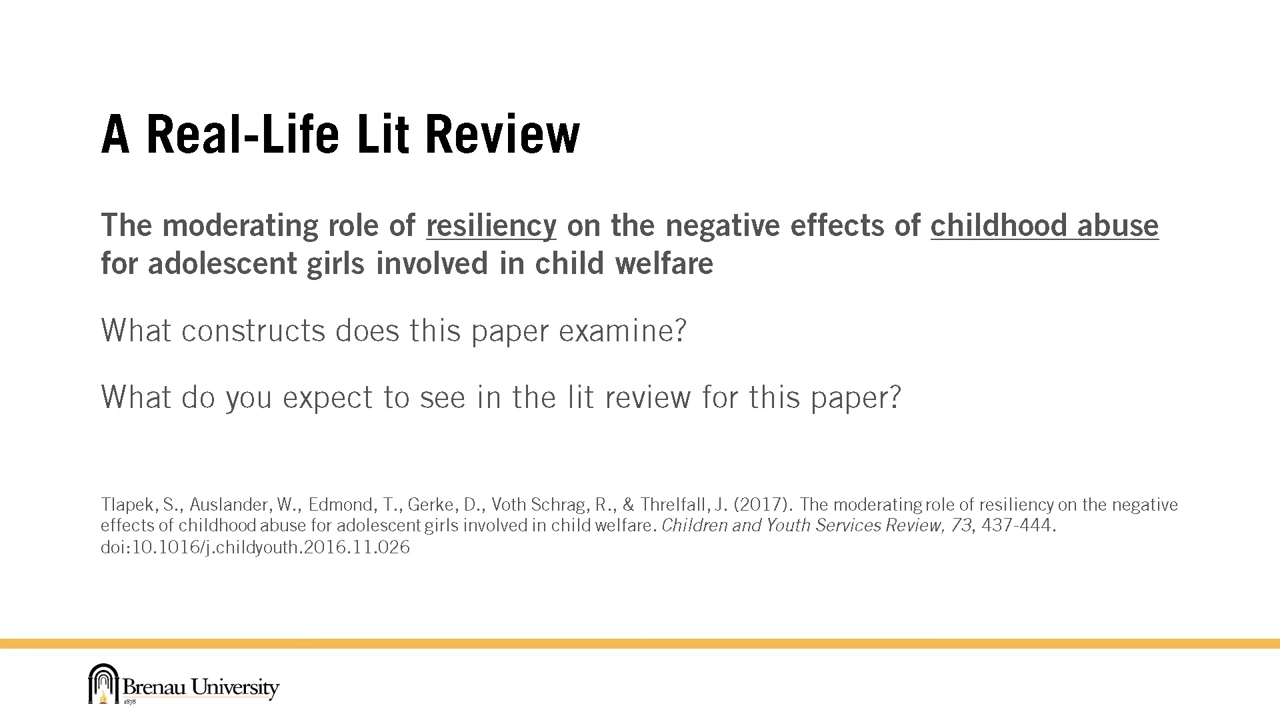 A Real-Life Lit Review
The moderating role of resiliency on the negative effects of childhood abuse
for adolescent girls involved in child welfare
What constructs does this paper examine?
What do you expect to see in the lit review for this paper?
Tlapek, S., Auslander, W., Edmond, T., Gerke, D., Voth Schrag, R., & Threlfall, J. (2017). The moderating role of resiliency on the negative
effects of childhood abuse for adolescent girls involved in child welfare. Children and Youth Services Review, 73, 437-444.
doi:10.1016/j.childyouth.2016.11.026
Brenau University
1878